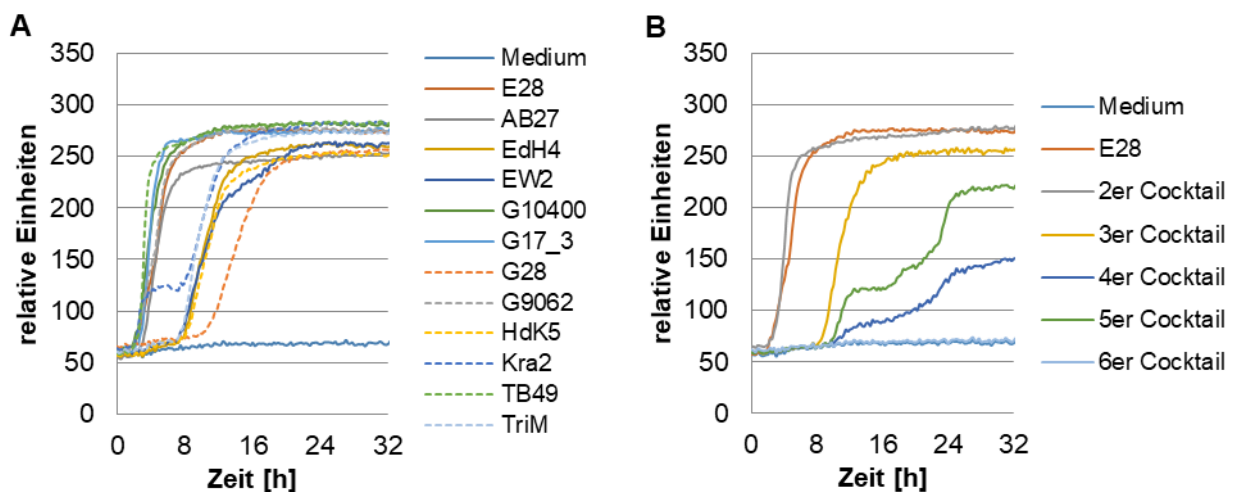 A
relative Einheiten
350
300
250
200
150
100
50
0
0 8 16 24 32
Zeit [h]
Medium
E28
AB27
EdH4
EW2
G10400
G17_3
G28
G9062
HdK5
Kra2
TB49
TriM
B
relative Einheiten
350
300
250
200
150
100
50
0
0 8 16 24 32
Zeit [h]
Medium
E28
2er Cocktail
3er Cocktail
4er Cocktail
5er Cocktail
6er Cocktail